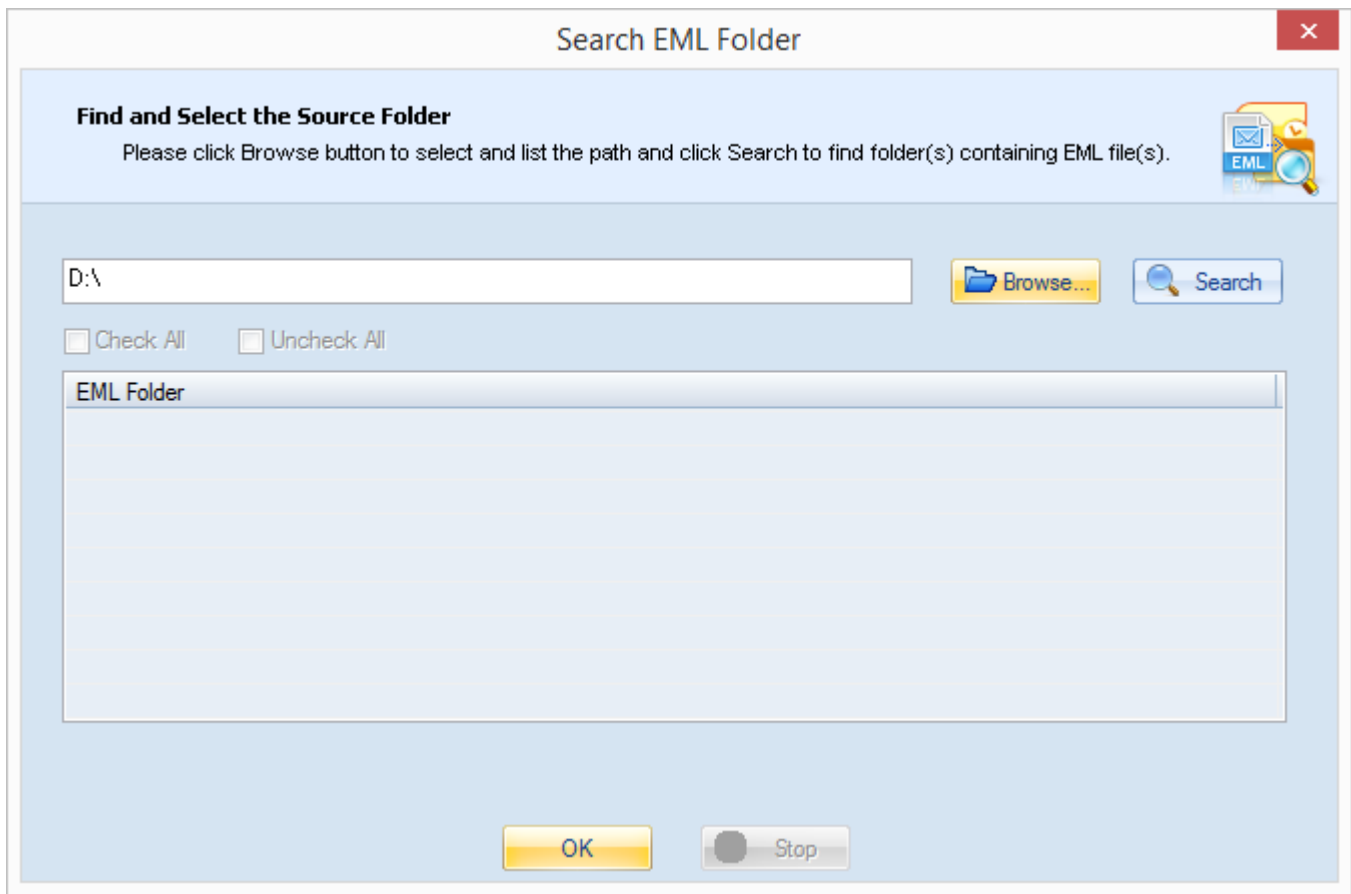 Search EML Folder
Find and Select the Source Folder
Please click Browse button to select and list the path and click Search to find folder(s) containing EML file(s).
EML
D:\
Browse...
Search
Check All
Uncheck All
EML Folder
OK
Stop